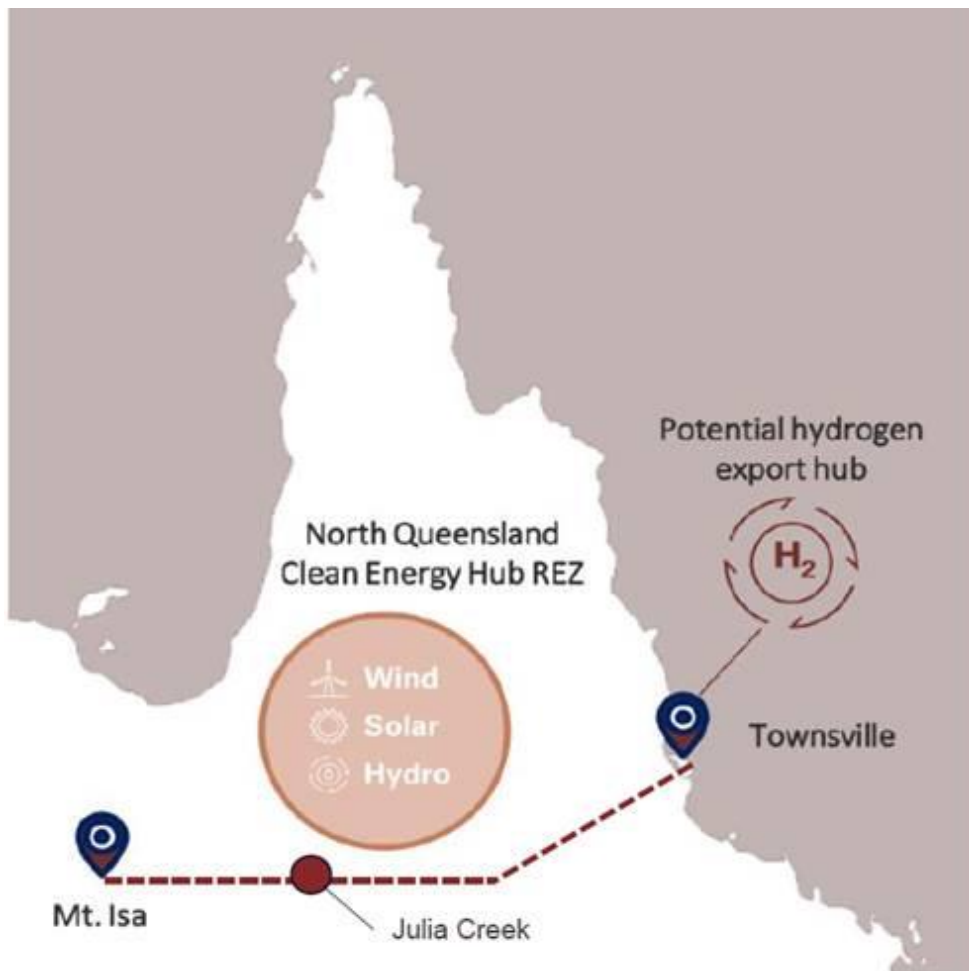 Potential hydrogen
export hub
H₂
North Queensland
Clean Energy Hub REZ
Wind
Solar
Hydro
Townsville
Mt. Isa
Julia Creek